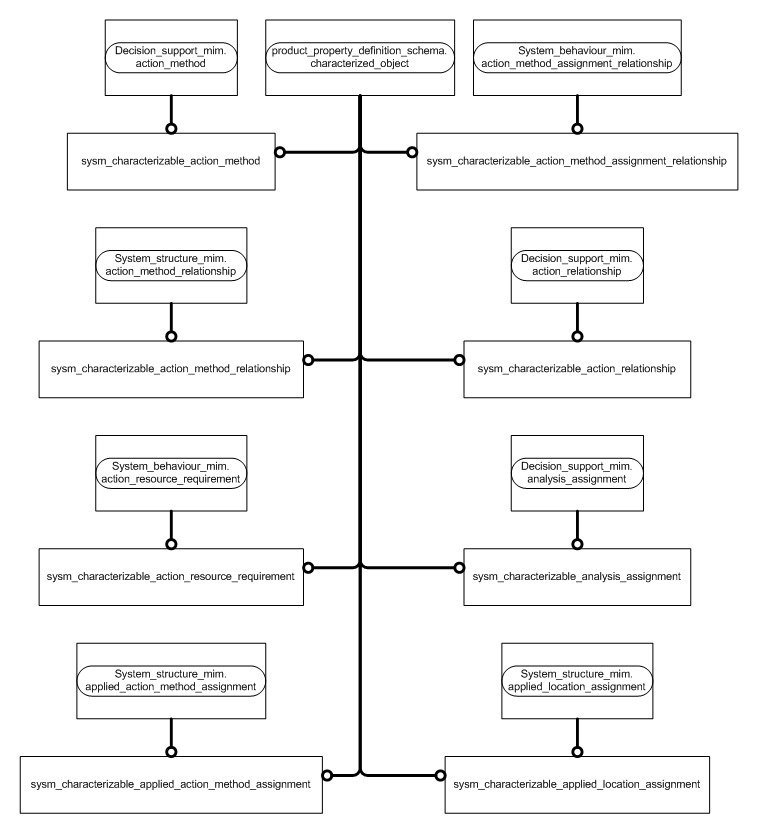 Decision_support_mim.
action_method
product_property_definition_schema.
characterized_object
System_behaviour_mim.
action_method_assignment_relationship
sysm_characterizable_action_method
sysm_characterizable_action_method_assignment_relationship
System_structure_mim.
action_method_relationship
Decision_support_mim.
action_relationship
sysm_characterizable_action_method_relationship
sysm_characterizable_action_relationship
System_behaviour_mim.
action_resource_requirement
Decision_support_mim.
analysis_assignment
sysm_characterizable_action_resource_requirement
sysm_characterizable_analysis_assignment
System_structure_mim.
applied_action_method_assignment
System_structure_mim.
applied_location_assignment
sysm_characterizable_applied_action_method_assignment
sysm_characterizable_applied_location_assignment